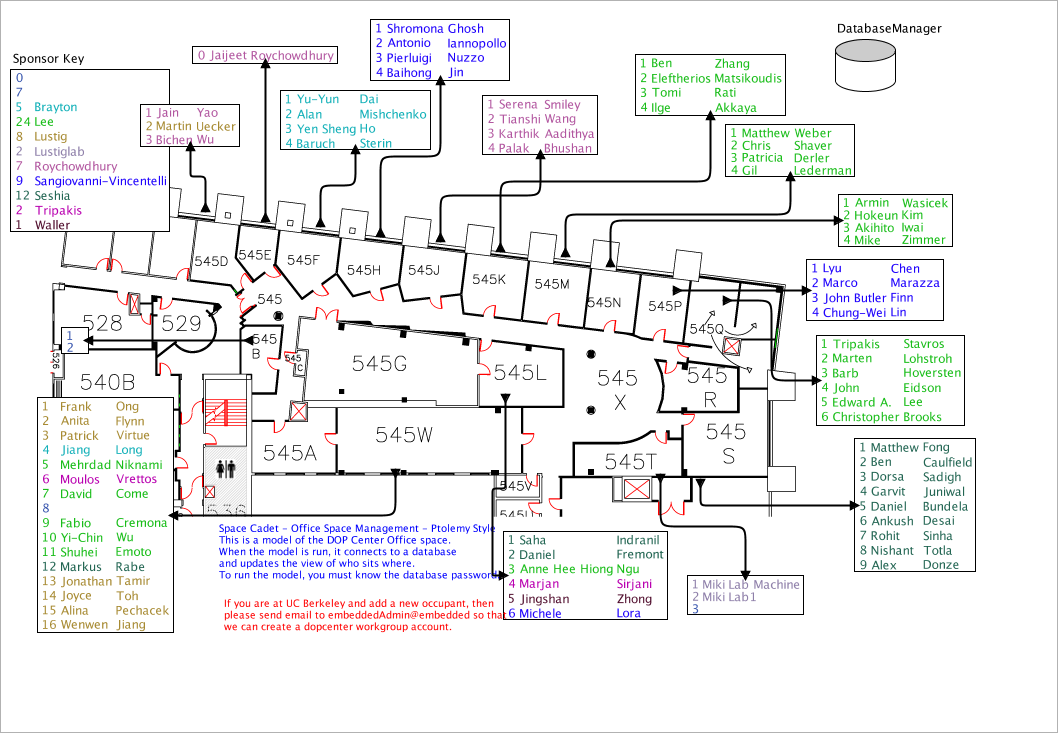 DatabaseManager
Sponsor Key
0
7
5 Brayton
24 Lee
8 Lustig
2 Lustiglab
7 Roychowdhury
9 Sangiovanni-Vincentelli
12 Seshia
2 Tripakis
1 Waller
0 Jaijeet Roychowdhury
1 Jain Yao
2 Martin Uecker
3 Bichen Wu
1 Shromona Ghosh
2 Antonio Iannopollo
3 Pierluigi Nuzzo
4 Baihong Jin
1 Yu-Yun Dai
2 Alan Mishchenko
3 Yen Sheng Ho
4 Baruch Sterin
1 Serena Smiley
2 Tianshi Wang
3 Karthik Aadithya
4 Palak Bhushan
1 Ben Zhang
2 Eleftherios Matsikoudis
3 Tomi Rati
4 Ilge Akkaya
1 Matthew Weber
2 Chris Shaver
3 Patricia Derler
4 Gil Lederman
1 Armin Wasicek
2 Hokeun Kim
3 Akihito Iwai
4 Mike Zimmer
1 Lyu Chen
2 Marco Marazza
3 John Butler Finn
4 Chung-Wei Lin
1 Tripakis Stavros
2 Marten Lohstroh
3 Barb Hoversten
4 John Eidson
5 Edward A. Lee
6 Christopher Brooks
545D
545E
545F
545H
545J
545K
545M
545N
545P
545Q
545
528
529
1
2
545
B
545
C
526
540B
545G
545L
545
X
545
R
545A
545W
545T
545
S
545V
1 Frank Ong
2 Anita Flynn
3 Patrick Virtue
4 Jiang Long
5 Mehrdad Niknami
6 Moulos Vrettos
7 David Come
8
9 Fabio Cremona
10 Yi-Chin Wu
11 Shuhei Emoto
12 Markus Rabe
13 Jonathan Tamir
14 Joyce Toh
15 Alina Pechacek
16 Wenwen Jiang
Space Cadet - Office Space Management - Ptolemy Style
This is a model of the DOP Center Office space.
When the model is run, it connects to a database
and updates the view of who sits where.
To run the model, you must know the database password
If you are at UC Berkeley and add a new occupant, then
please send email to embeddedAdmin@embedded so that
we can create a dopcenter workgroup account.
1 Saha Indranil
2 Daniel Fremont
3 Anne Hee Hiong Ngu
4 Marjan Sirjani
5 Jingshan Zhong
6 Michele Lora
1 Miki Lab Machine
2 Miki Lab1
3
1 Matthew Fong
2 Ben Caulfield
3 Dorsa Sadigh
4 Garvit Juniwal
5 Daniel Bundela
6 Ankush Desai
7 Rohit Sinha
8 Nishant Totla
9 Alex Donze